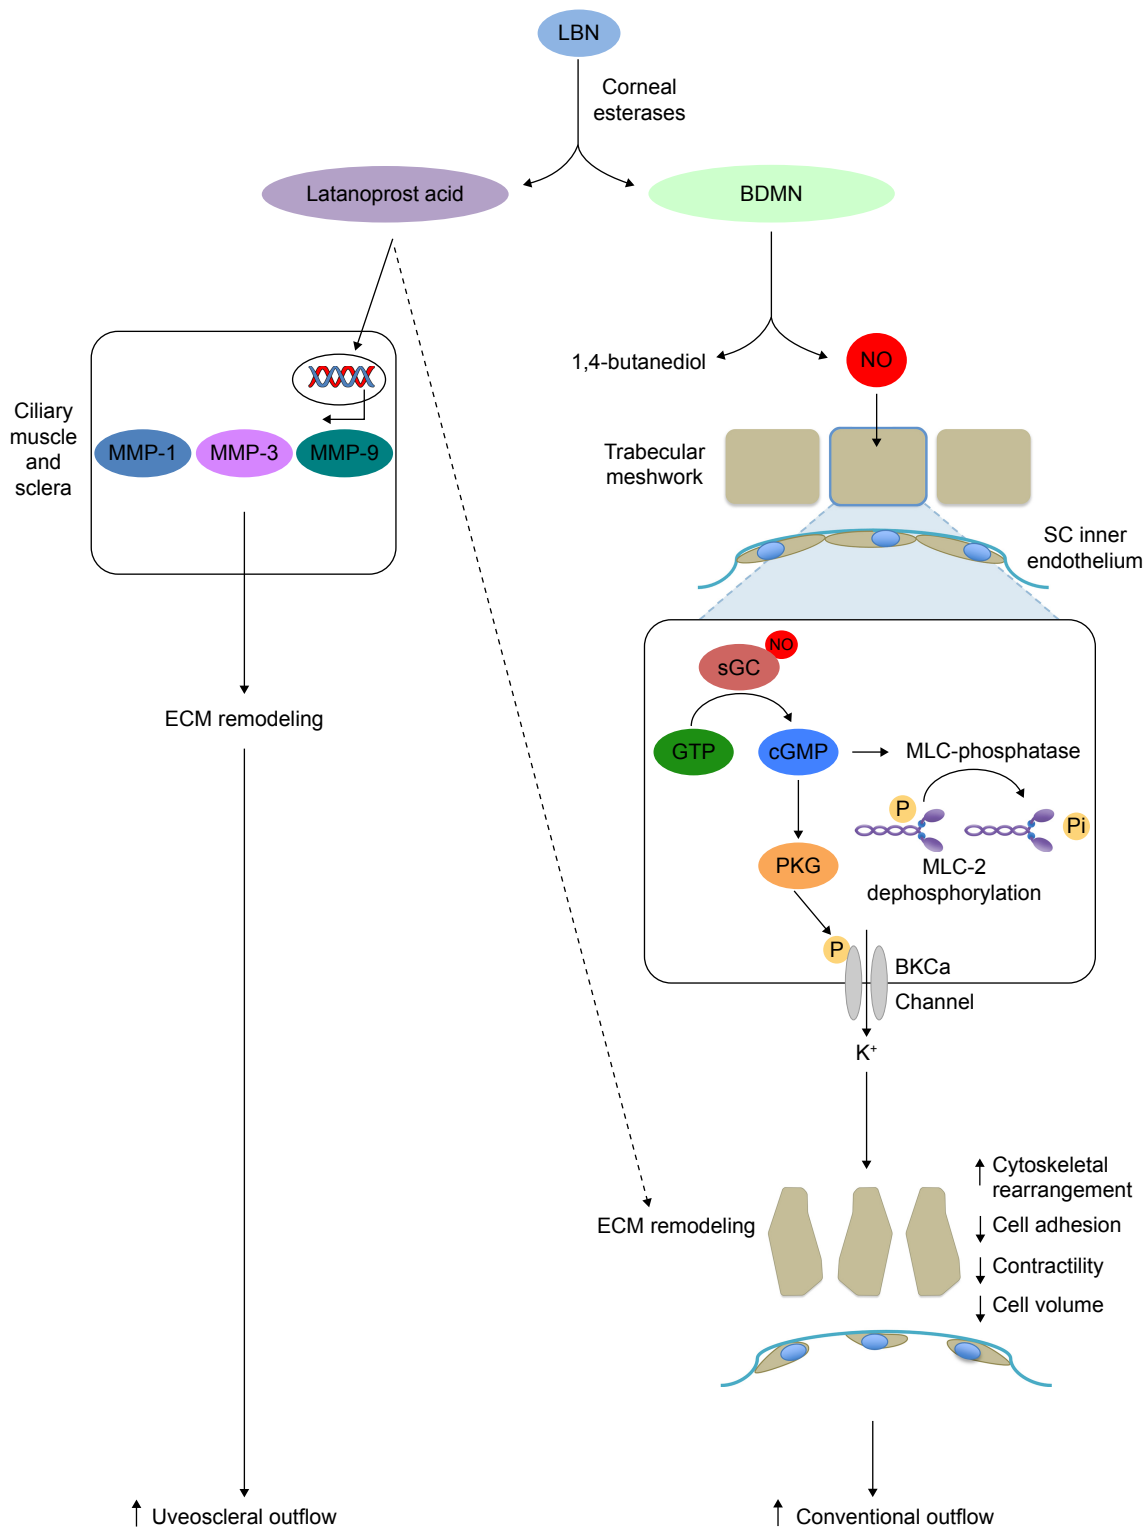 LBN
Corneal
esterases
Latanoprost acid
BDMN
1,4-butanediol
NO
Ciliary
muscle
and
sclera
MMP-1
MMP-3
MMP-9
Trabecular
meshwork
SC inner
endothelium
NO
sGC
GTP
cGMP
MLC-phosphatase
P
Pi
PKG
MLC-2
dephosphorylation
P
BKCa
Channel
K⁺
ECM remodeling
ECM remodeling
↑ Cytoskeletal
rearrangement
↓ Cell adhesion
↓ Contractility
↓ Cell volume
↑ Uveoscleral outflow
↑ Conventional outflow